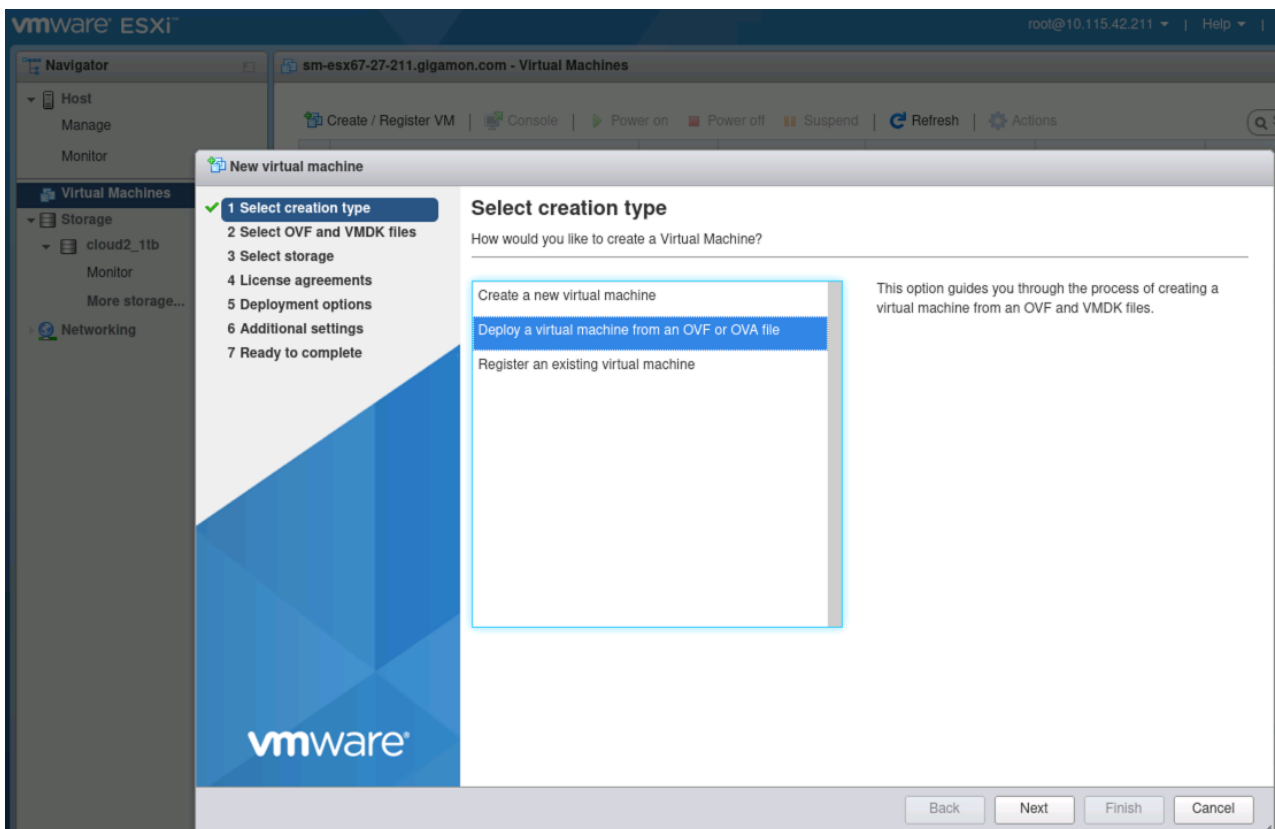 vmware ESXi™
root@10.115.42.211 | Help |
Navigator
Host
Manage
Monitor
Virtual Machines
Storage
cloud2_1tb
Monitor
More storage...
Networking
sm-esx67-27-211.gigamon.com - Virtual Machines
Create / Register VM | Console | Power on Power off Suspend | Refresh | Actions
New virtual machine
1 Select creation type
2 Select OVF and VMDK files
3 Select storage
4 License agreements
5 Deployment options
6 Additional settings
7 Ready to complete
vmware®
Select creation type
How would you like to create a Virtual Machine?
Create a new virtual machine
Deploy a virtual machine from an OVF or OVA file
Register an existing virtual machine
This option guides you through the process of creating a
virtual machine from an OVF and VMDK files.
Back Next Finish Cancel